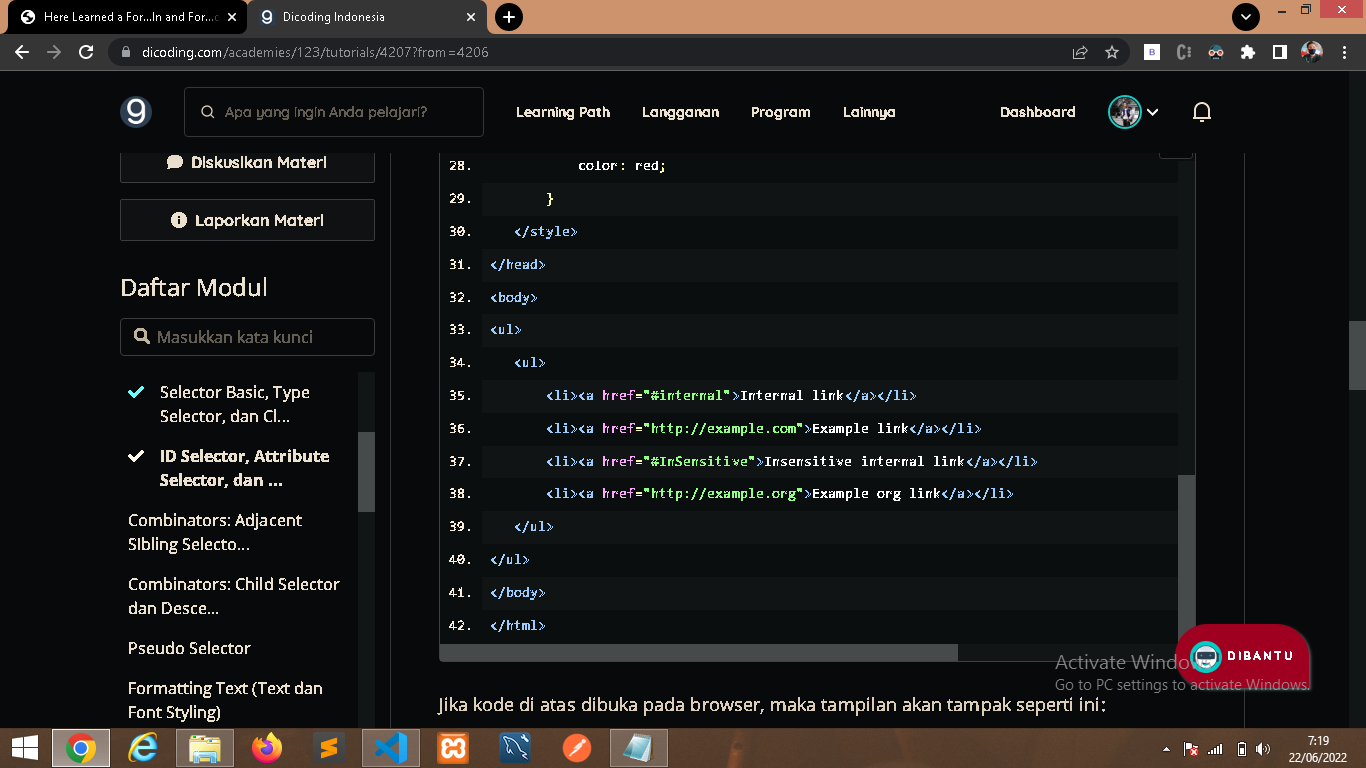 Here Learned a For...In and For...
Dicoding Indonesia
dicoding.com/academies/123/tutorials/4207?from=4206
Apa yang ingin Anda pelajari?
Learning Path
Langganan
Program
Lainnya
Dashboard
Diskusikan Materi
Laporkan Materi
Daftar Modul
Masukkan kata kunci
Selector Basic, Type
Selector, dan Cl...
ID Selector, Attribute
Selector, dan ...
Combinators: Adjacent
SIbling Selecto...
Combinators: Child Selector
dan Desce...
Pseudo Selector
Formatting Text (Text dan
Font Styling)
28. color: red;
29. }
30. </style>
31. </head>
32. <body>
33. <ul>
34. <ul>
35. <li><a href="#internal">Internal link</a></li>
36. <li><a href="http://example.com">Example link</a></li>
37. <li><a href="#InSensitive">Insensitive internal link</a></li>
38. <li><a href="http://example.org">Example org link</a></li>
39. </ul>
40. </ul>
41. </body>
42. </html>
Jika kode di atas dibuka pada browser, maka tampilan akan tampak seperti ini:
DIBANTU
Activate Windo
Go to PC settings to activate Windows.
7:19
22/06/2022